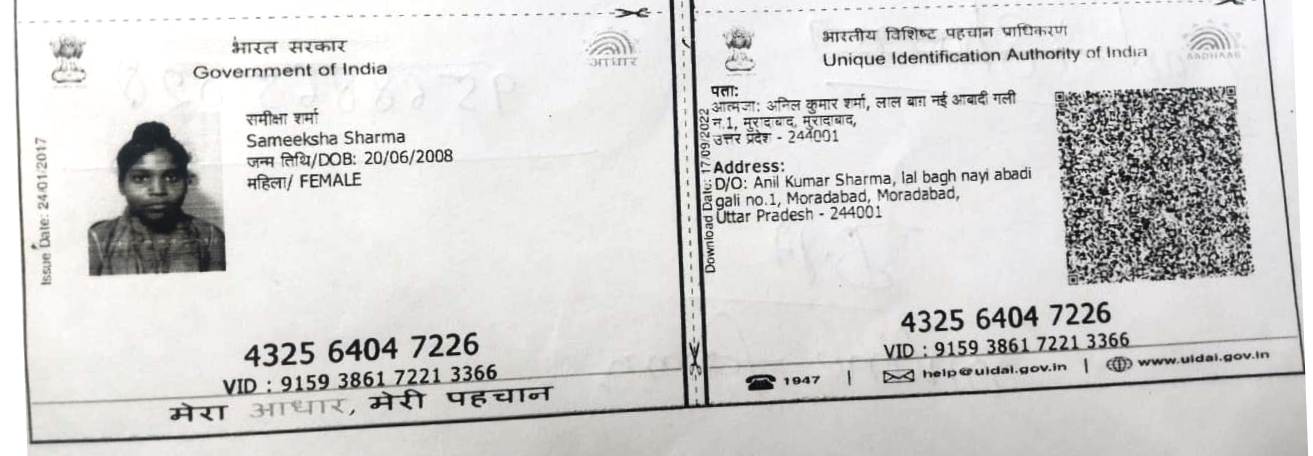 भारत सरकार
Government of India
आधार
Issue Date: 24/01/2017
समीक्षा शर्मा
Sameeksha Sharma
जन्म तिथि/DOB: 20/06/2008
महिला/ FEMALE
4325 6404 7226
VID : 9159 3861 7221 3366
मेरा आधार, मेरी पहचान
भारतीय विशिष्ट पहचान प्राधिकरण
Unique Identification Authority of India
AADHAAR
Download Date: 17/09/2022
पता:
आत्मजा: अनिल कुमार शर्मा, लाल बाग़ नई आबादी गली
न.1, मुरादाबाद, मुरादाबाद,
उत्तर प्रदेश - 244001
Address:
D/O: Anil Kumar Sharma, lal bagh nayi abadi
gali no.1, Moradabad, Moradabad,
Uttar Pradesh - 244001
4325 6404 7226
VID : 9159 3861 7221 3366
1947 | help@uidai.gov.in | www.uidai.gov.in